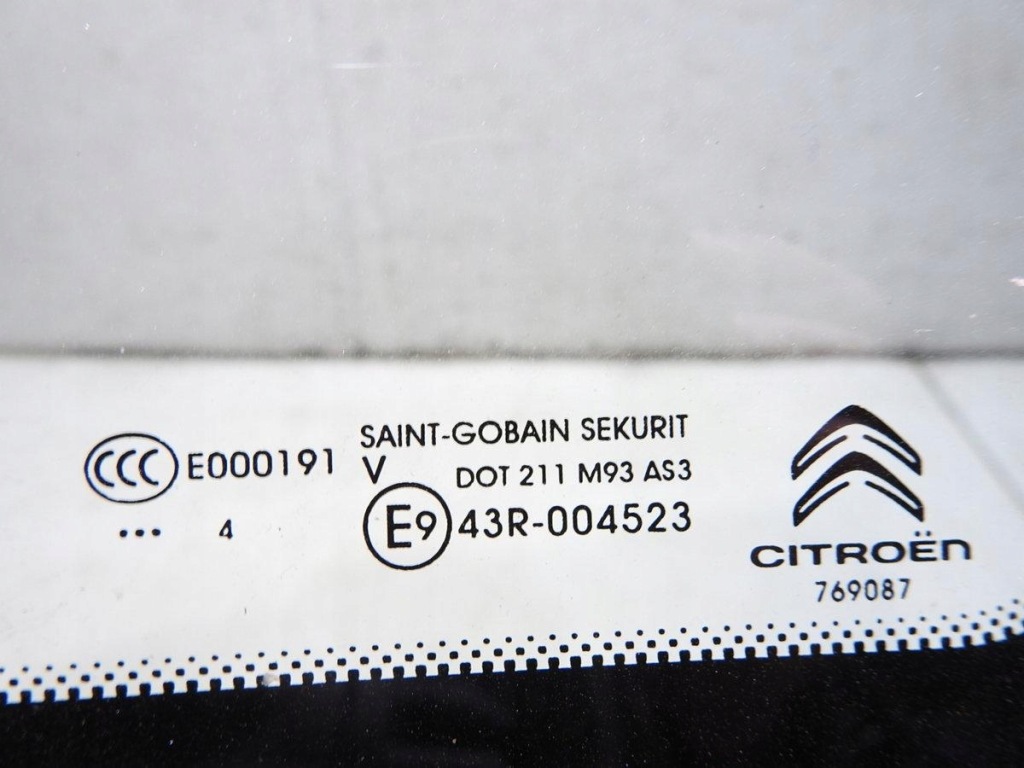 CCC E000191
... 4
SAINT-GOBAIN SEKURIT
V DOT 211 M93 AS3
E9 43R-004523
CITROËN
769087